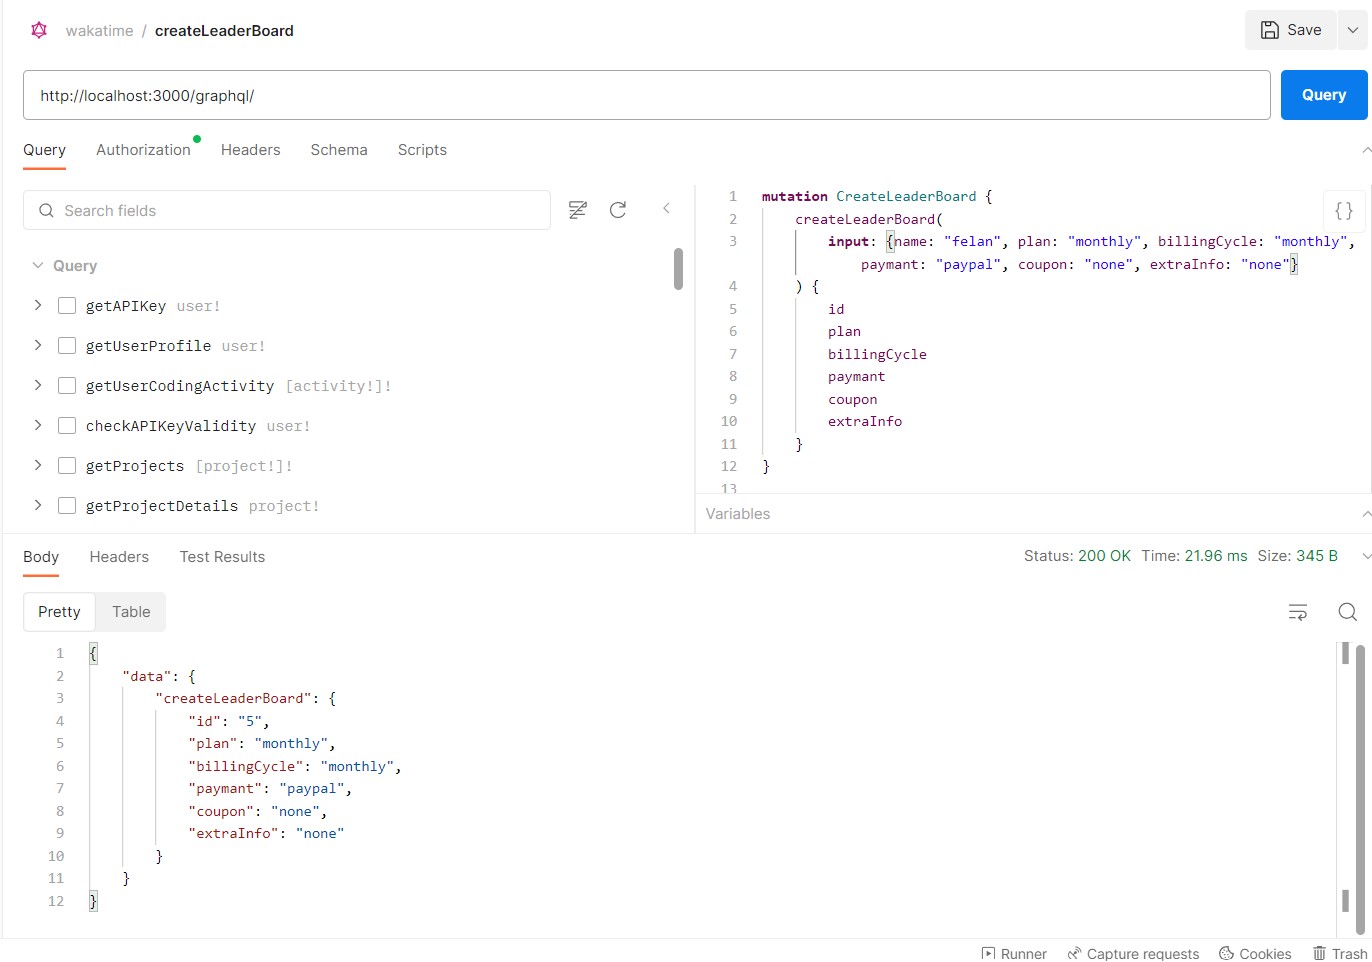 wakatime / createLeaderBoard
Save
http://localhost:3000/graphql/
Query
Query Authorization Headers Schema Scripts
Search fields
Query
getAPIKey user!
getUserProfile user!
getUserCodingActivity [activity!]!
checkAPIKeyValidity user!
getProjects [project!]!
getProjectDetails project!
1 mutation CreateLeaderBoard {
2 createLeaderBoard(
3 input: {name: "felan", plan: "monthly", billingCycle: "monthly",
paymant: "paypal", coupon: "none", extraInfo: "none"}
4 ) {
5 id
6 plan
7 billingCycle
8 paymant
9 coupon
10 extraInfo
11 }
12 }
13
{}
Variables
Body Headers Test Results
Status: 200 OK Time: 21.96 ms Size: 345 B
Pretty Table
1 {
2 "data": {
3 "createLeaderBoard": {
4 "id": "5",
5 "plan": "monthly",
6 "billingCycle": "monthly",
7 "paymant": "paypal",
8 "coupon": "none",
9 "extraInfo": "none"
10 }
11 }
12 }
Runner Capture requests Cookies Trash